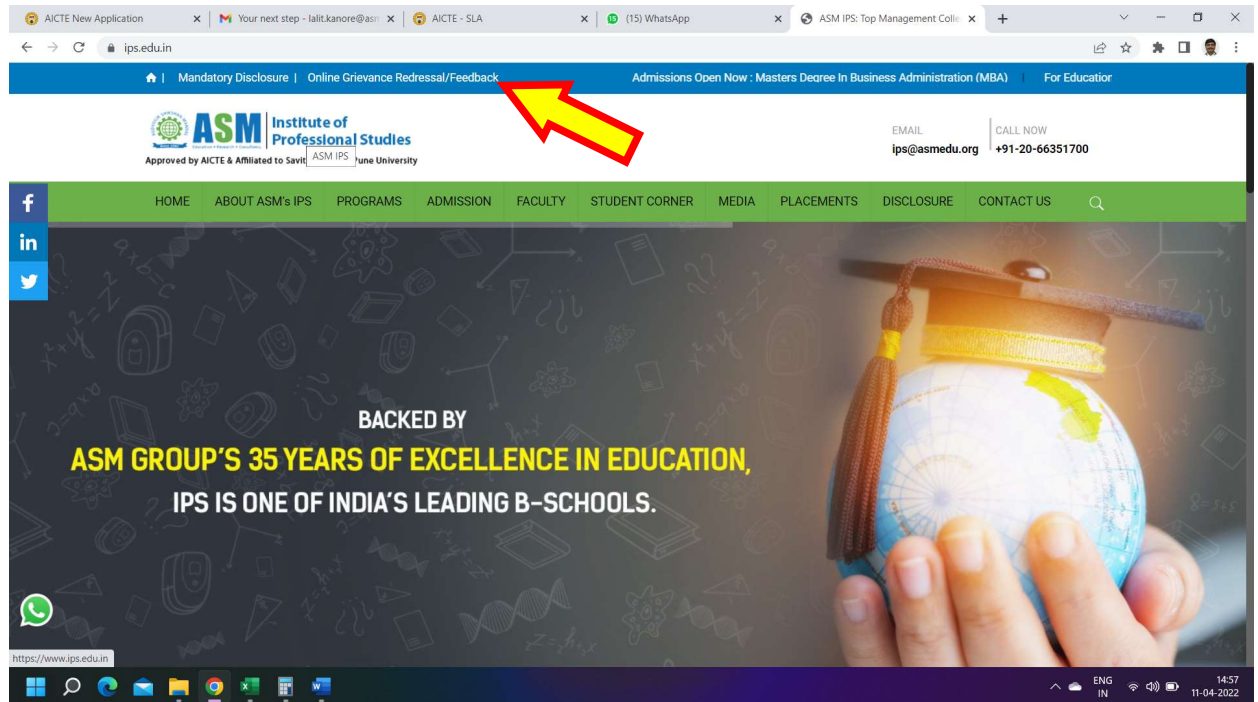 AICTE New Application
Your next step - lalit.kanore@asm
AICTE - SLA
(15) WhatsApp
ASM IPS: Top Management Colle
ips.edu.in
Mandatory Disclosure | Online Grievance Redressal/Feedback
Admissions Open Now : Masters Degree In Business Administration (MBA) | For Education
ASM
Institute of
Professional Studies
Approved by AICTE & Affiliated to Savit
Pune University
ASM IPS
EMAIL
ips@asmedu.org
CALL NOW
+91-20-66351700
HOME ABOUT ASM's IPS PROGRAMS ADMISSION FACULTY STUDENT CORNER MEDIA PLACEMENTS DISCLOSURE CONTACT US
f
in
BACKED BY
ASM GROUP'S 35 YEARS OF EXCELLENCE IN EDUCATION,
IPS IS ONE OF INDIA'S LEADING B-SCHOOLS.
https://www.ips.edu.in
ENG
IN
14:57
11-04-2022